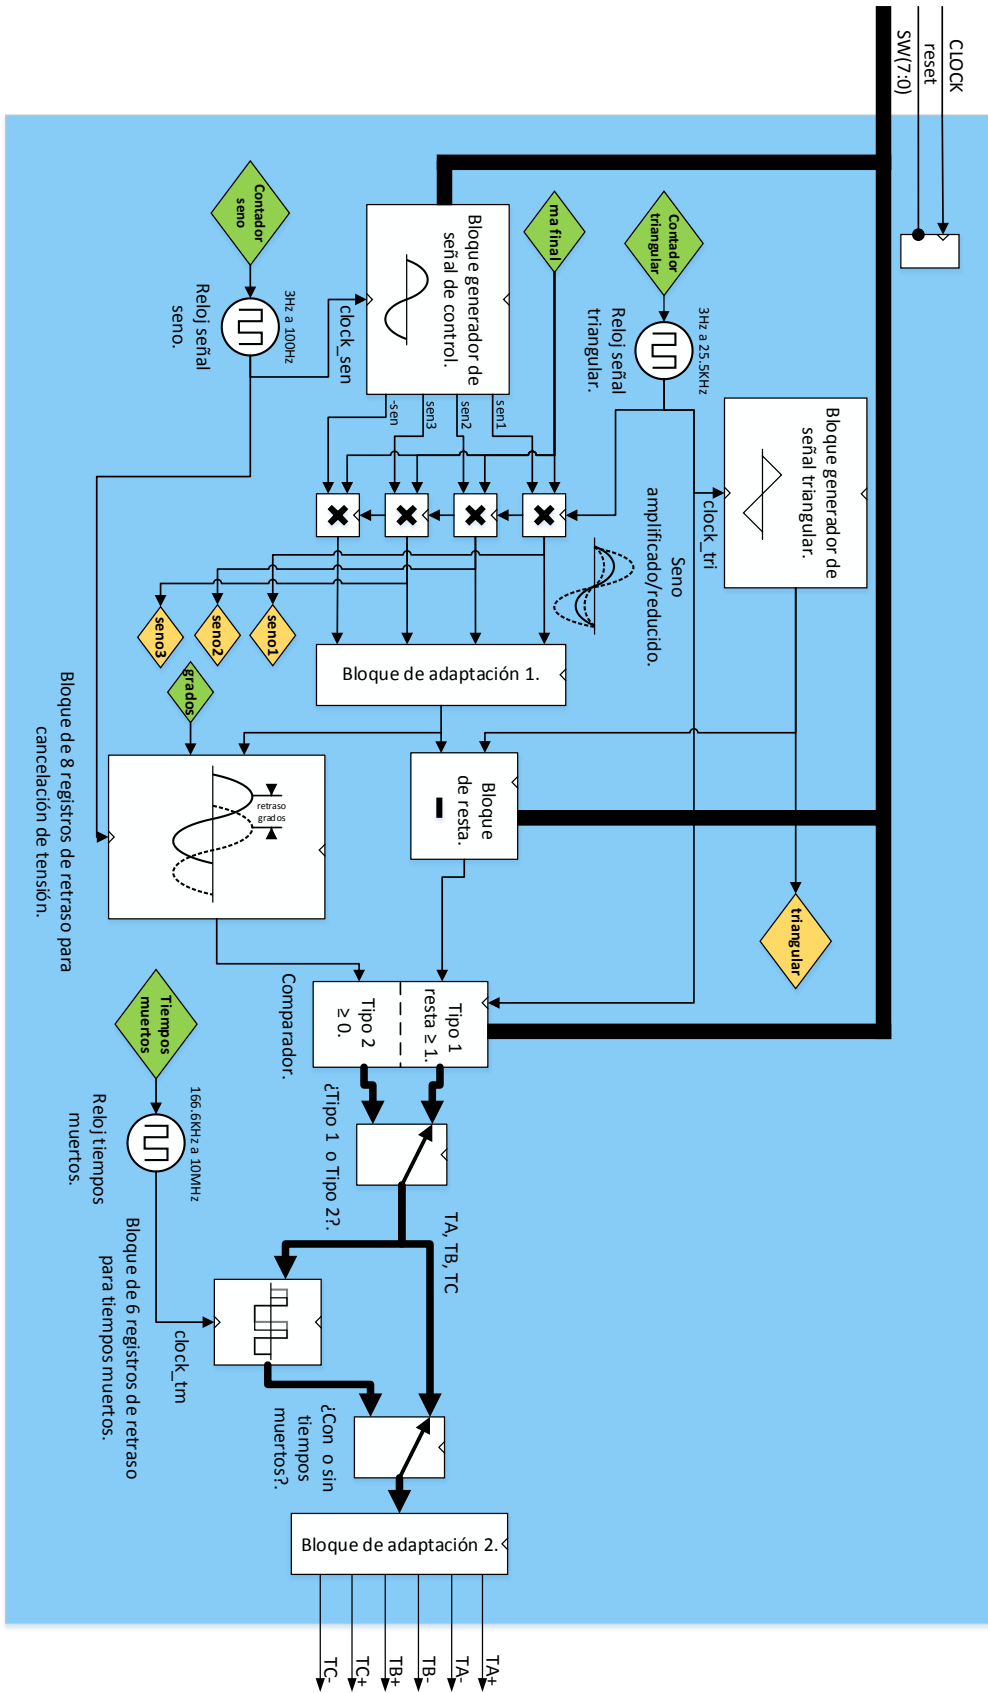 CLOCK
reset
SW(7:0)
Contador
triangular
3Hz a 25.5KHz
Reloj señal
triangular.
Bloque generador de
señal triangular.
clock_tri
triangular
ma final
Bloque generador de
señal de control.
sen1
sen2
sen3
-sen
clock_sen
Contador
seno
3Hz a 100Hz
Reloj señal
seno.
Seno
amplificado/reducido.
seno1
seno2
seno3
grados
Bloque de adaptación 1.
Bloque
de resta.
retraso
grados
Bloque de 8 registros de retraso para
cancelación de tensión.
Tipo 1
resta ≥ 1.
Tipo 2
≥ 0.
Comparador.
¿Tipo 1 o Tipo 2?.
TA, TB, TC
Tiempos
muertos
166.6KHz a 10MHz
Reloj tiempos
muertos.
clock_tm
Bloque de 6 registros de retraso
para tiempos muertos.
¿Con o sin
tiempos
muertos?.
Bloque de adaptación 2.
TA+
TA-
TB-
TB+
TC+
TC-